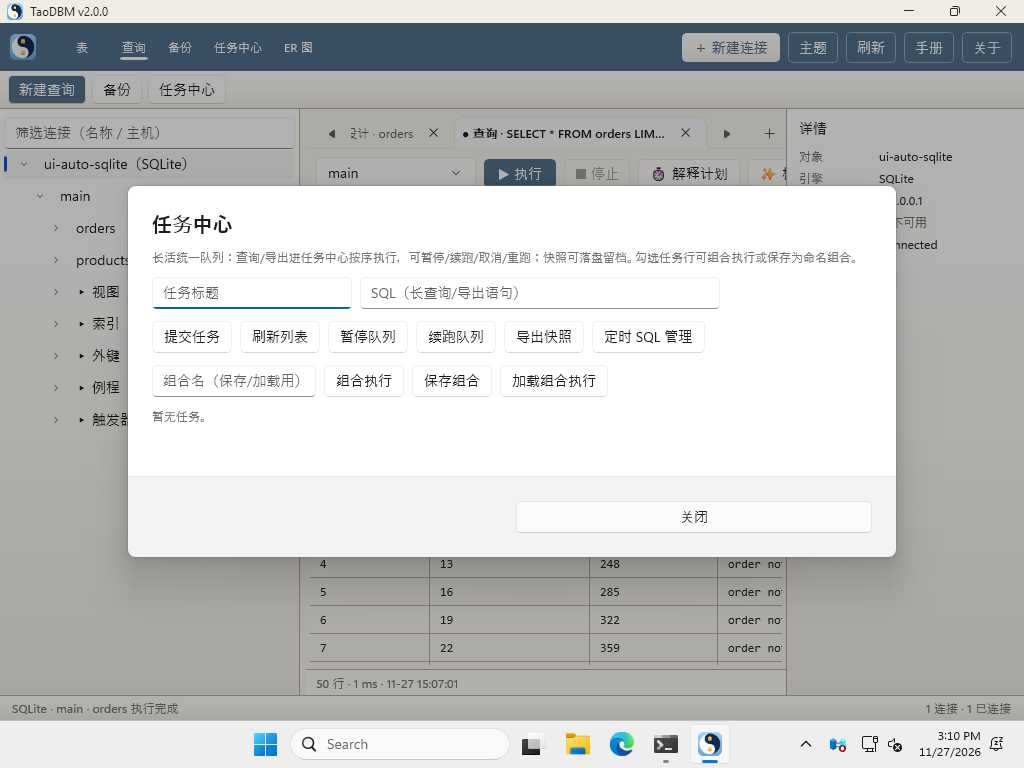 TaoDBM v2.0.0
表 查询 备份 任务中心 ER 图 ＋ 新建连接 主题 刷新 手册 关于
新建查询 备份 任务中心
筛选连接（名称 / 主机）
ui-auto-sqlite（SQLite）
main
orders
products
视图
索引
外键
例程
触发器
设计 · orders
● 查询 · SELECT * FROM orders LIM...
main
执行 停止 解释计划
详情
对象 ui-auto-sqlite
引擎 SQLite
.0.0.1
不可用
nnected
任务中心
长活统一队列：查询/导出进任务中心按序执行，可暂停/续跑/取消/重跑；快照可落盘留档。勾选任务行可组合执行或保存为命名组合。
任务标题 SQL（长查询/导出语句）
提交任务 刷新列表 暂停队列 续跑队列 导出快照 定时 SQL 管理
组合名（保存/加载用） 组合执行 保存组合 加载组合执行
暂无任务。
关闭
4 13 248 order no
5 16 285 order no
6 19 322 order no
7 22 359 order no
50 行 · 1 ms · 11-27 15:07:01
SQLite · main · orders 执行完成 1 连接 · 1 已连接
Search
3:10 PM
11/27/2026